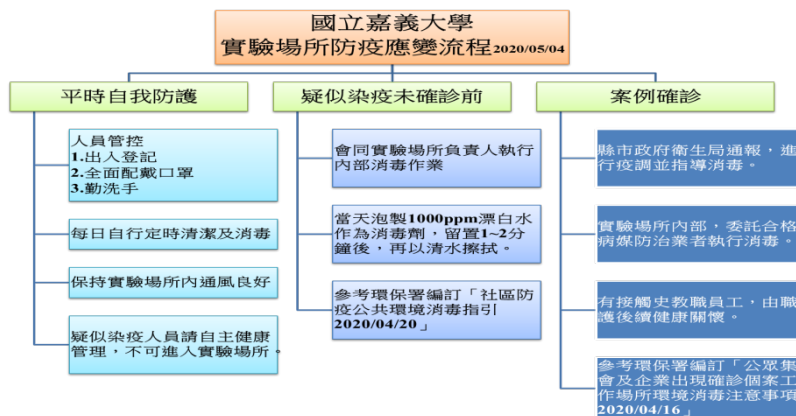 國立嘉義大學
實驗場所防疫應變流程2020/05/04
平時自我防護
人員管控
1.出入登記
2.全面配戴口罩
3.勤洗手
每日自行定時清潔及消毒
保持實驗場所內通風良好
疑似染疫人員請自主健康
管理，不可進入實驗場所。
疑似染疫未確診前
會同實驗場所負責人執行
內部消毒作業
當天泡製1000ppm漂白水
作為消毒劑，留置1~2分
鐘後，再以清水擦拭。
參考環保署編訂「社區防
疫公共環境消毒指引
2020/04/20」
案例確診
縣市政府衛生局通報，進
行疫調並指導消毒。
實驗場所內部，委託合格
病媒防治業者執行消毒。
有接觸史教職員工，由職
護後續健康關懷。
參考環保署編訂「公眾集
會及企業出現確診個案工
作場所環境消毒注意事項
2020/04/16」